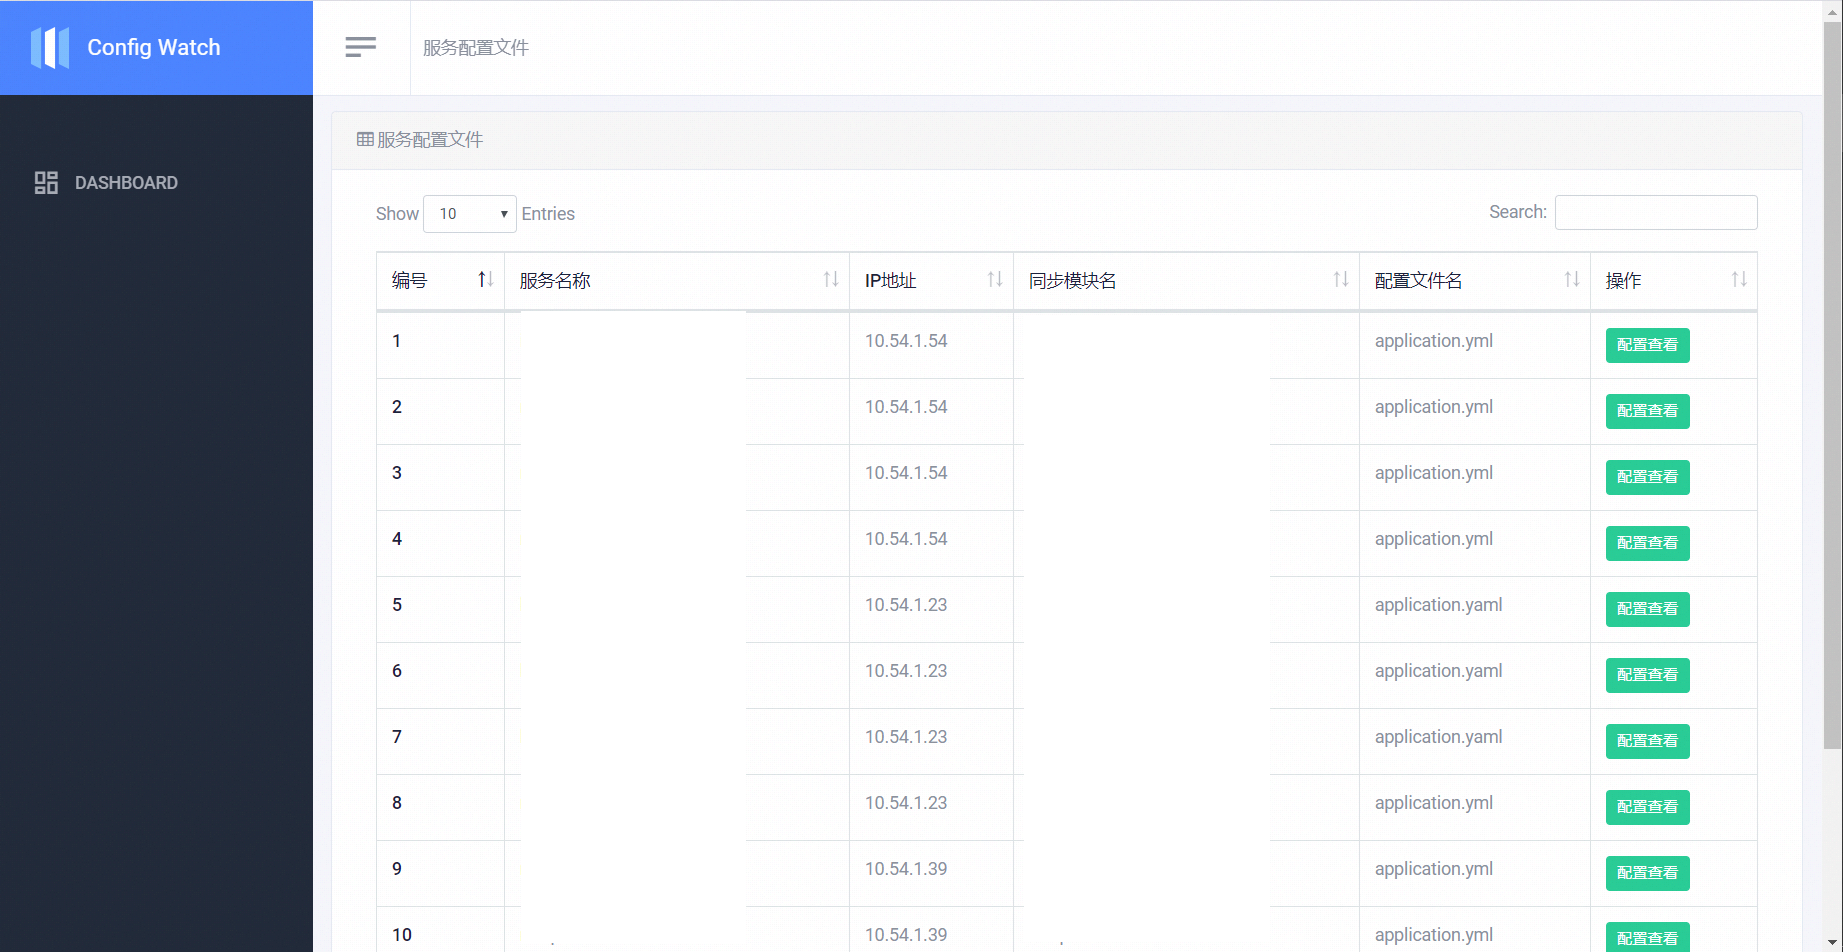 Config Watch
服务配置文件
DASHBOARD
服务配置文件
Show 10 Entries
Search:
编号 服务名称 IP地址 同步模块名 配置文件名 操作
1 10.54.1.54 application.yml 配置查看
2 10.54.1.54 application.yml 配置查看
3 10.54.1.54 application.yml 配置查看
4 10.54.1.54 application.yml 配置查看
5 10.54.1.23 application.yaml 配置查看
6 10.54.1.23 application.yaml 配置查看
7 10.54.1.23 application.yaml 配置查看
8 10.54.1.23 application.yml 配置查看
9 10.54.1.39 application.yml 配置查看
10 10.54.1.39 application.yml 配置查看